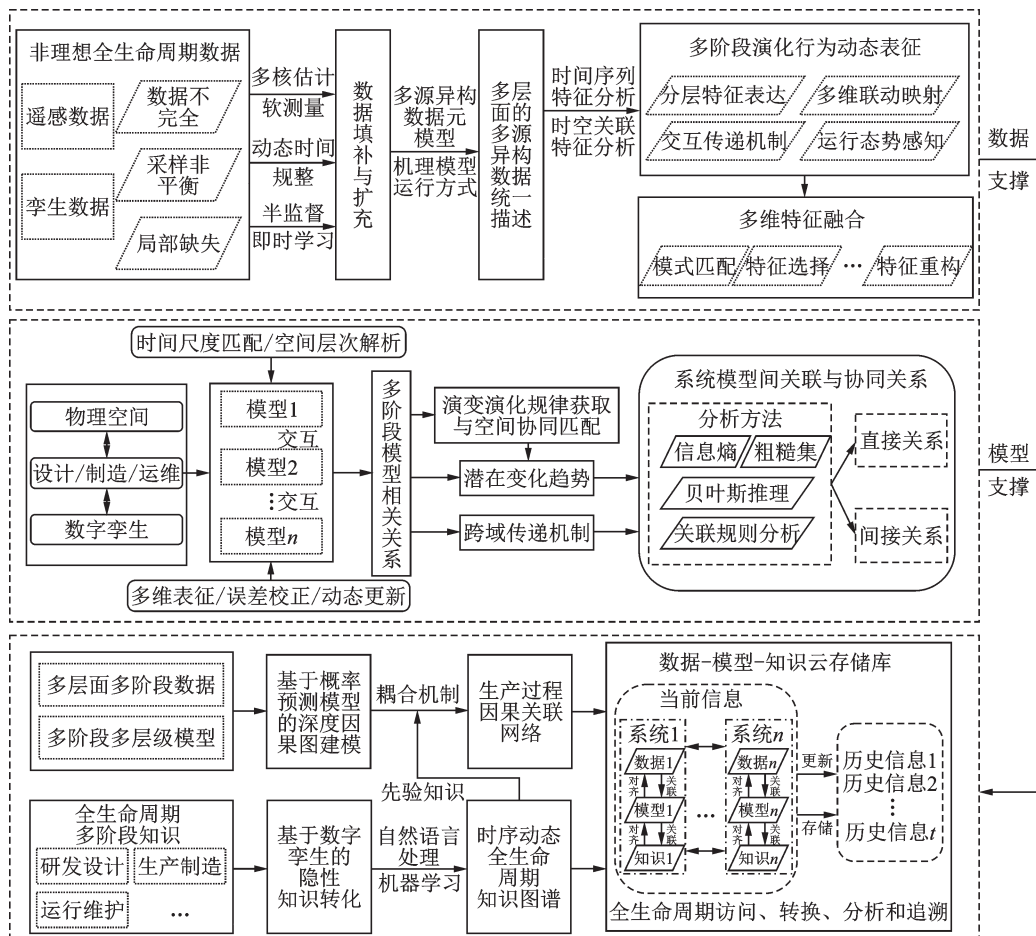 非理想全生命周期数据
遥感数据
孪生数据
数据不
完全
采样非
平衡
局部缺失
多核估计
软测量
动态时间
规整
半监督
即时学习
数据填补与扩充
多源异构
数据元
模型
机理模型
运行方式
多层面的多源异构数据统一描述
时间序列
特征分析
时空关联
特征分析
多阶段演化行为动态表征
分层特征表达
多维联动映射
交互传递机制
运行态势感知
多维特征融合
模式匹配
特征选择
…
特征重构
数据
支撑
时间尺度匹配/空间层次解析
物理空间
设计/制造/运维
数字孪生
模型1
交互
模型2
⋮交互
模型n
多维表征/误差校正/动态更新
多阶段模型相关关系
演变演化规律获取
与空间协同匹配
潜在变化趋势
跨域传递机制
系统模型间关联与协同关系
分析方法
信息熵
粗糙集
贝叶斯推理
关联规则分析
直接关系
间接关系
模型
支撑
多层面多阶段数据
多阶段多层级模型
基于概率
预测模型
的深度因
果图建模
耦合机制
生产过程
因果关联
网络
先验知识
全生命周期
多阶段知识
研发设计
生产制造
运行维护
…
基于数字
孪生的
隐性
知识转化
自然语言
处理
机器学习
时序动态
全生命
周期
知识图谱
数据-模型-知识云存储库
当前信息
系统1
数据1
对齐
关联
模型1
对齐
关联
知识1
…
系统n
数据n
对齐
关联
模型n
对齐
关联
知识n
更新
存储
历史信息1
历史信息2
⋮
历史信息t
全生命周期访问、转换、分析和追溯